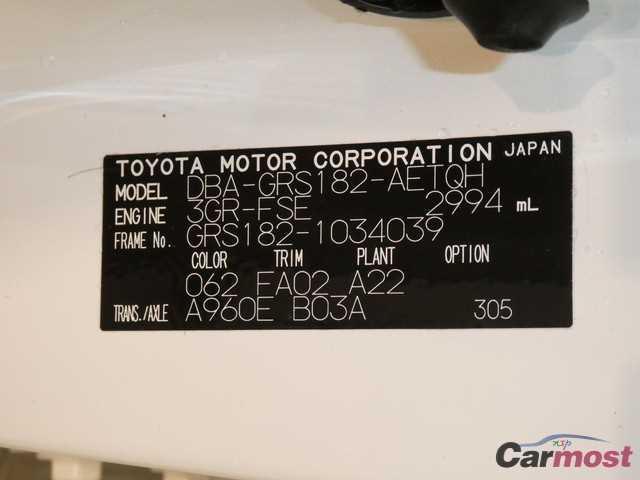 TOYOTA MOTOR CORPORATION JAPAN
MODEL DBA-GRS182-AETQH
ENGINE 3GR-FSE 2994 mL
FRAME No. GRS182-1034039
COLOR TRIM PLANT OPTION
062 FA02 A22
TRANS./AXLE A960E B03A 305
Carmost